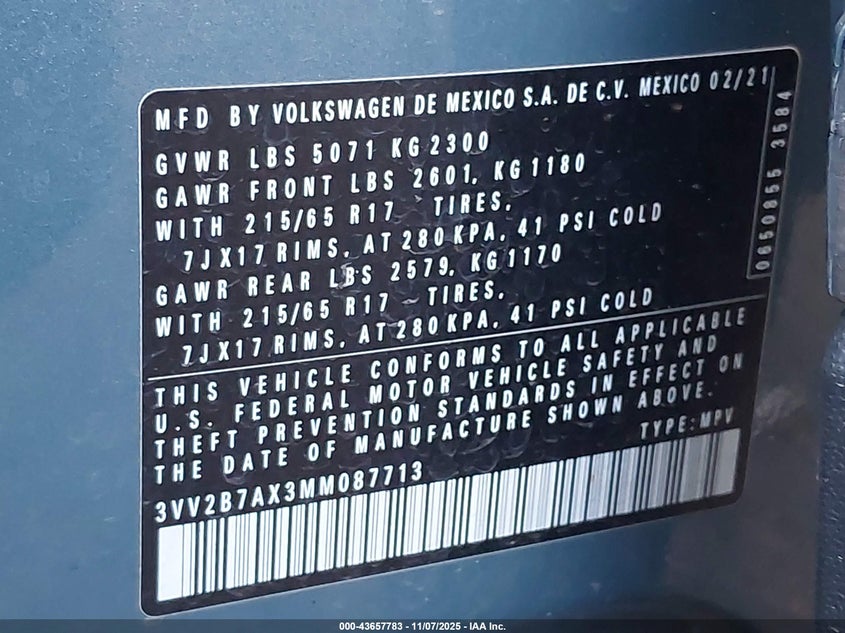 MFD BY VOLKSWAGEN DE MEXICO S.A. DE C.V. MEXICO 02/21
GVWR LBS 5071 KG 2300
GAWR FRONT LBS 2601, KG 1180
WITH 215/65 R17 - TIRES,
7JX17 RIMS, AT 280 KPA, 41 PSI COLD
GAWR REAR LBS 2579, KG 1170
WITH 215/65 R17 - TIRES,
7JX17 RIMS, AT 280 KPA, 41 PSI COLD
0650855 3584
THIS VEHICLE CONFORMS TO ALL APPLICABLE
U.S. FEDERAL MOTOR VEHICLE SAFETY AND
THEFT PREVENTION STANDARDS IN EFFECT ON
THE DATE OF MANUFACTURE SHOWN ABOVE.
TYPE: MPV
3VV2B7AX3MM087713
000-43657783 - 11/07/2025 - IAA Inc.